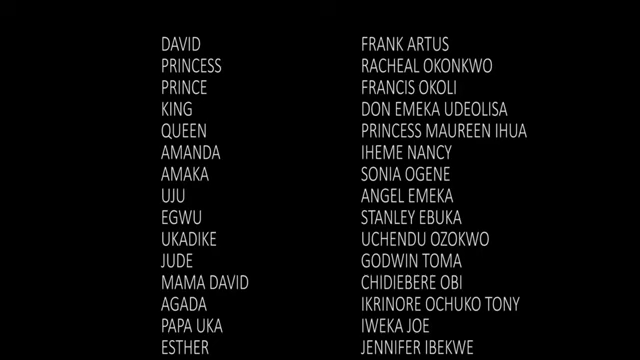 DAVID FRANK ARTUS
PRINCESS RACHEAL OKONKWO
PRINCE FRANCIS OKOLI
KING DON EMEKA UDEOLISA
QUEEN PRINCESS MAUREEN IHUA
AMANDA IHEME NANCY
AMAKA SONIA OGENE
UJU ANGEL EMEKA
EGWU STANLEY EBUKA
UKADIKE UCHENDU OZOKWO
JUDE GODWIN TOMA
MAMA DAVID CHIDIEBERE OBI
AGADA IKRINORE OCHUKO TONY
PAPA UKA IWEKA JOE
ESTHER JENNIFER IBEKWE